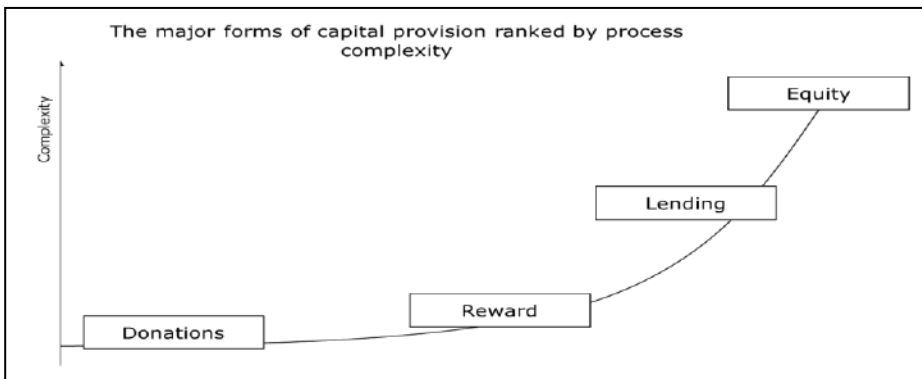 The major forms of capital provision ranked by process
complexity
Complexity
Equity
Lending
Reward
Donations